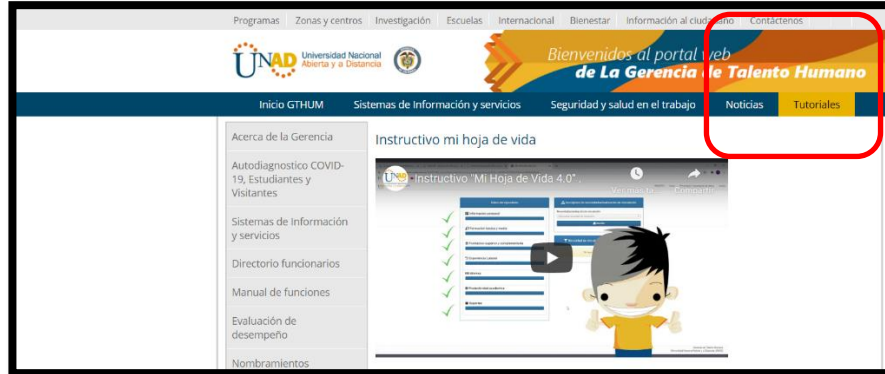 Programas Zonas y centros Investigación Escuelas Internacional Bienestar Información al ciudadano Contáctenos
UNAD Universidad Nacional
Abierta y a Distancia
Bienvenidos al portal web
de La Gerencia de Talento Humano
Inicio GTHUM Sistemas de Información y servicios Seguridad y salud en el trabajo Noticias Tutoriales
Acerca de la Gerencia
Autodiagnostico COVID-
19, Estudiantes y
Visitantes
Sistemas de Información
y servicios
Directorio funcionarios
Manual de funciones
Evaluación de
desempeño
Nombramientos
Instructivo mi hoja de vida
Instructivo "Mi Hoja de Vida 4.0" .
Compartir